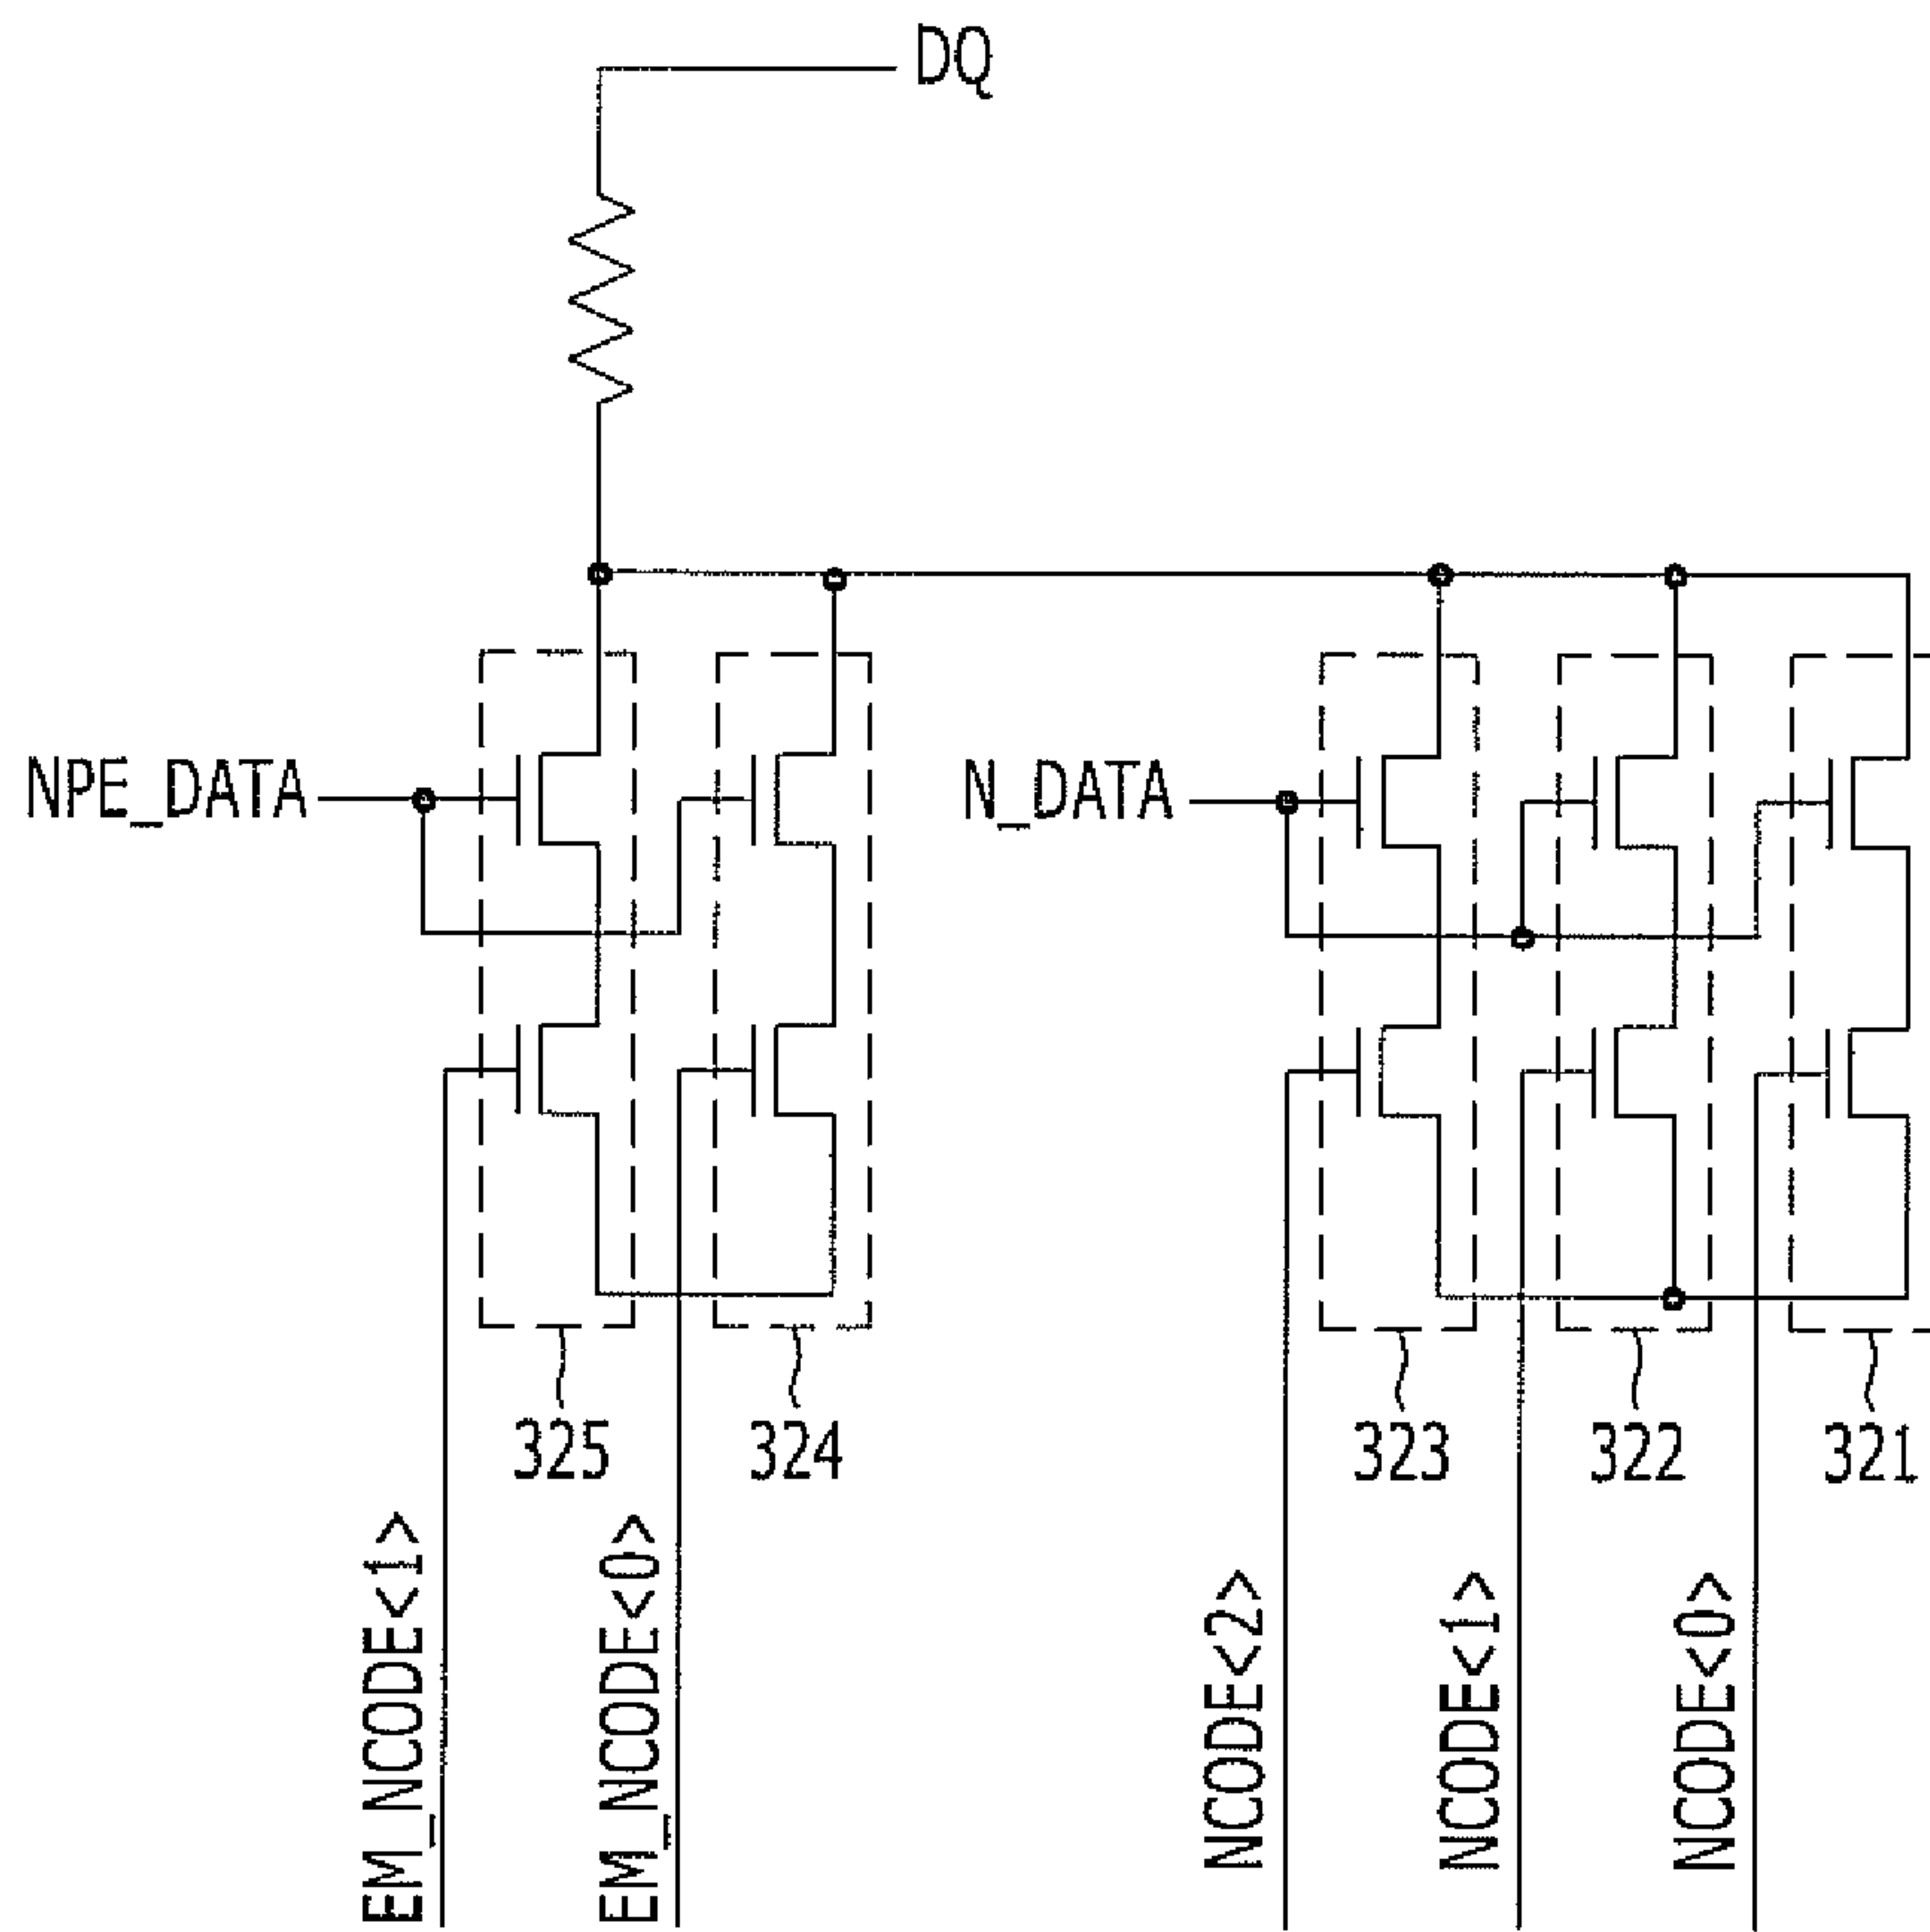 DQ
NPE_DATA
N_DATA
325
324
323
322
321
EM_NCODE<1>
EM_NCODE<0>
NCODE<2>
NCODE<1>
NCODE<0>